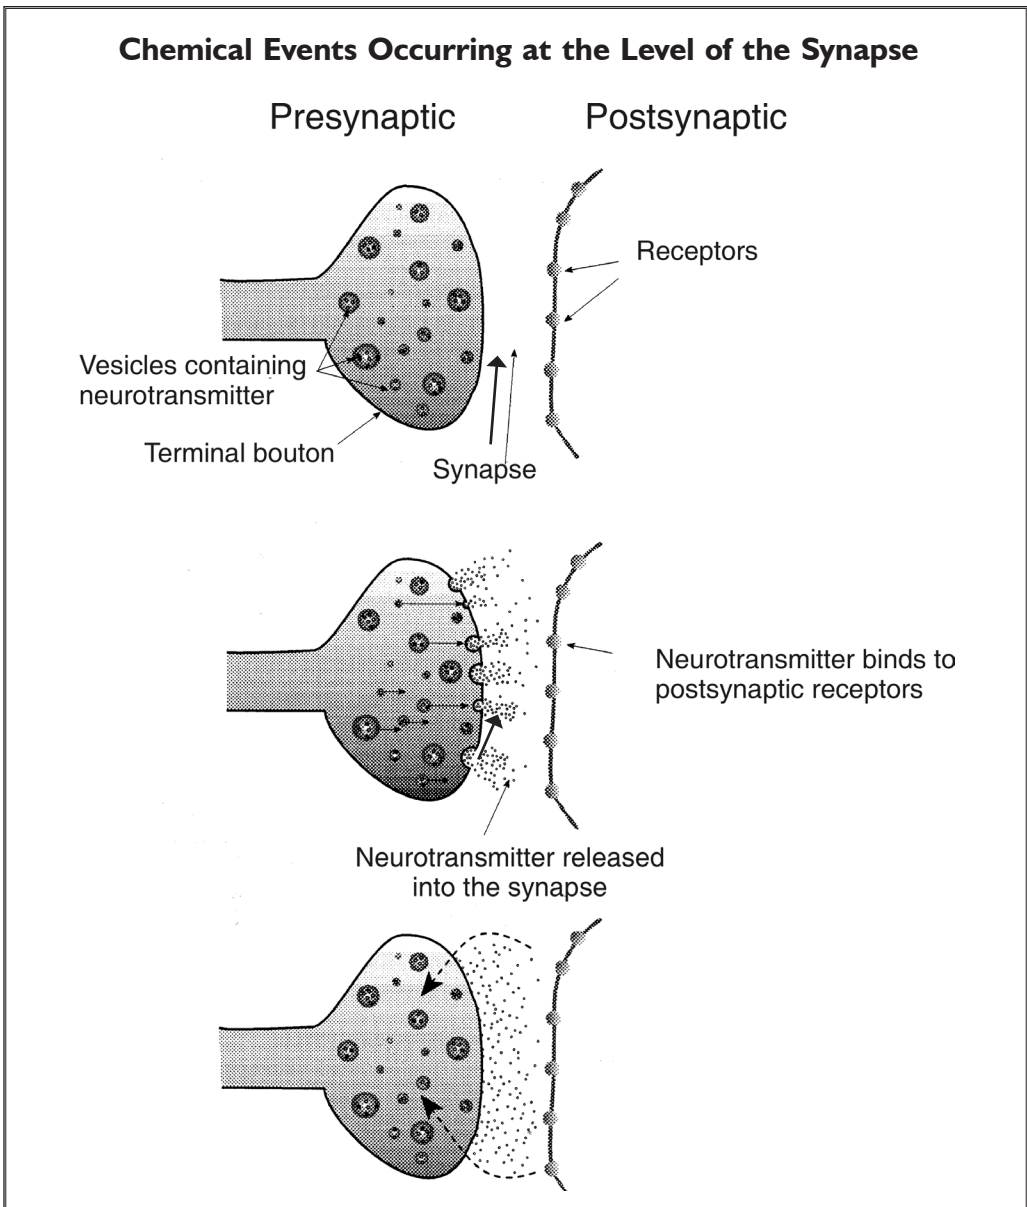 Chemical Events Occurring at the Level of the Synapse
Presynaptic
Postsynaptic
Receptors
Vesicles containing
neurotransmitter
Terminal bouton
Synapse
Neurotransmitter binds to
postsynaptic receptors
Neurotransmitter released
into the synapse